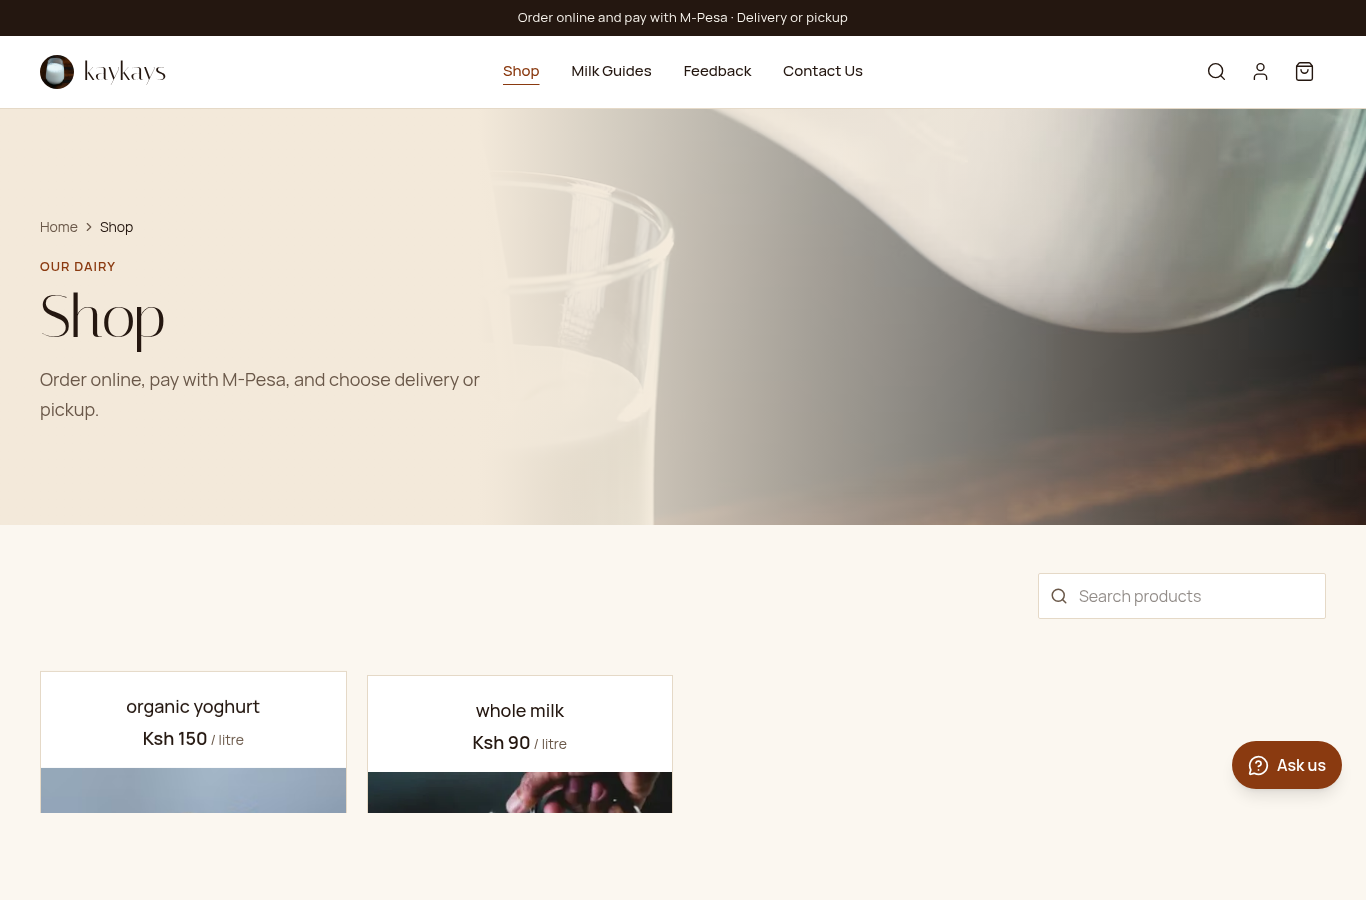 Order online and pay with M-Pesa · Delivery or pickup
kaykays
Shop
Milk Guides
Feedback
Contact Us
Home > Shop
OUR DAIRY
Shop
Order online, pay with M-Pesa, and choose delivery or
pickup.
Search products
organic yoghurt
Ksh 150 / litre
whole milk
Ksh 90 / litre
Ask us